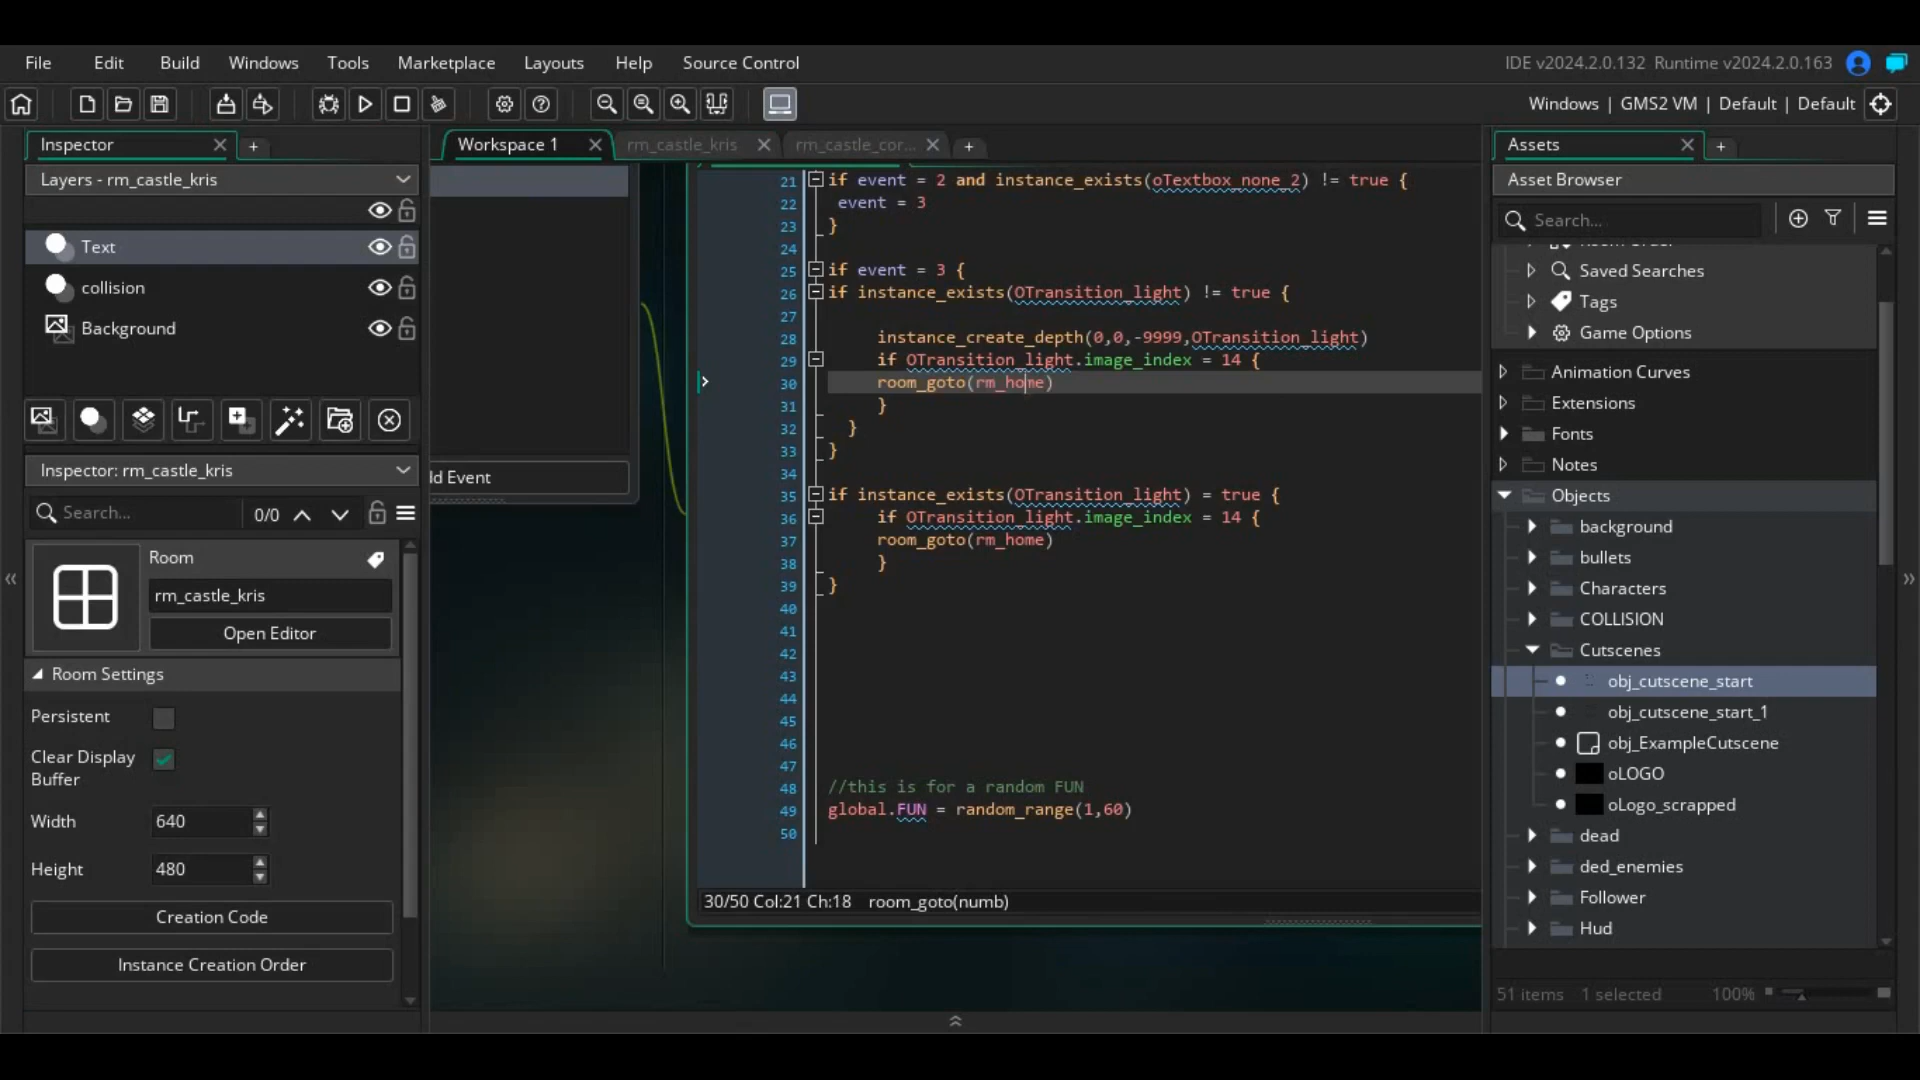 File Edit Build Windows Tools Marketplace Layouts Help Source Control IDE v2024.2.0.132 Runtime v2024.2.0.163
Windows | GMS2 VM | Default | Default
Inspector
Layers - rm_castle_kris
Text
collision
Background
Inspector: rm_castle_kris
Search... 0/0
Room
rm_castle_kris
Open Editor
Room Settings
Persistent
Clear Display
Buffer
Width 640
Height 480
Creation Code
Instance Creation Order
Workspace 1 rm_castle_kris rm_castle_cor...
ld Event
21 if event = 2 and instance_exists(oTextbox_none_2) != true {
22 event = 3
23 }
24
25 if event = 3 {
26 if instance_exists(OTransition_light) != true {
27
28 instance_create_depth(0,0,-9999,OTransition_light)
29 if OTransition_light.image_index = 14 {
30 room_goto(rm_home)
31 }
32 }
33 }
34
35 if instance_exists(OTransition_light) = true {
36 if OTransition_light.image_index = 14 {
37 room_goto(rm_home)
38 }
39 }
40
41
42
43
44
45
46
47
48 //this is for a random FUN
49 global.FUN = random_range(1,60)
50
30/50 Col:21 Ch:18 room_goto(numb)
Assets
Asset Browser
Search...
Saved Searches
Tags
Game Options
Animation Curves
Extensions
Fonts
Notes
Objects
background
bullets
Characters
COLLISION
Cutscenes
obj_cutscene_start
obj_cutscene_start_1
obj_ExampleCutscene
oLOGO
oLogo_scrapped
dead
ded_enemies
Follower
Hud
51 items 1 selected 100%